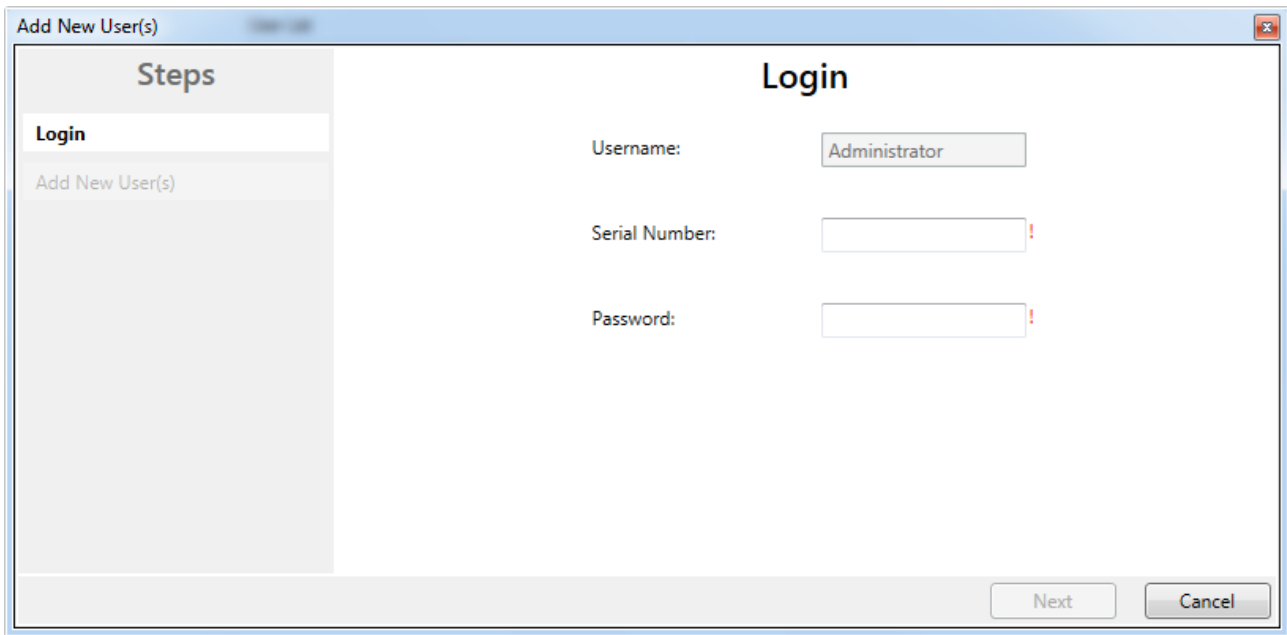 Add New User(s)
Steps
Login
Add New User(s)
Login
Username:
Administrator
Serial Number:
!
Password:
!
Next
Cancel